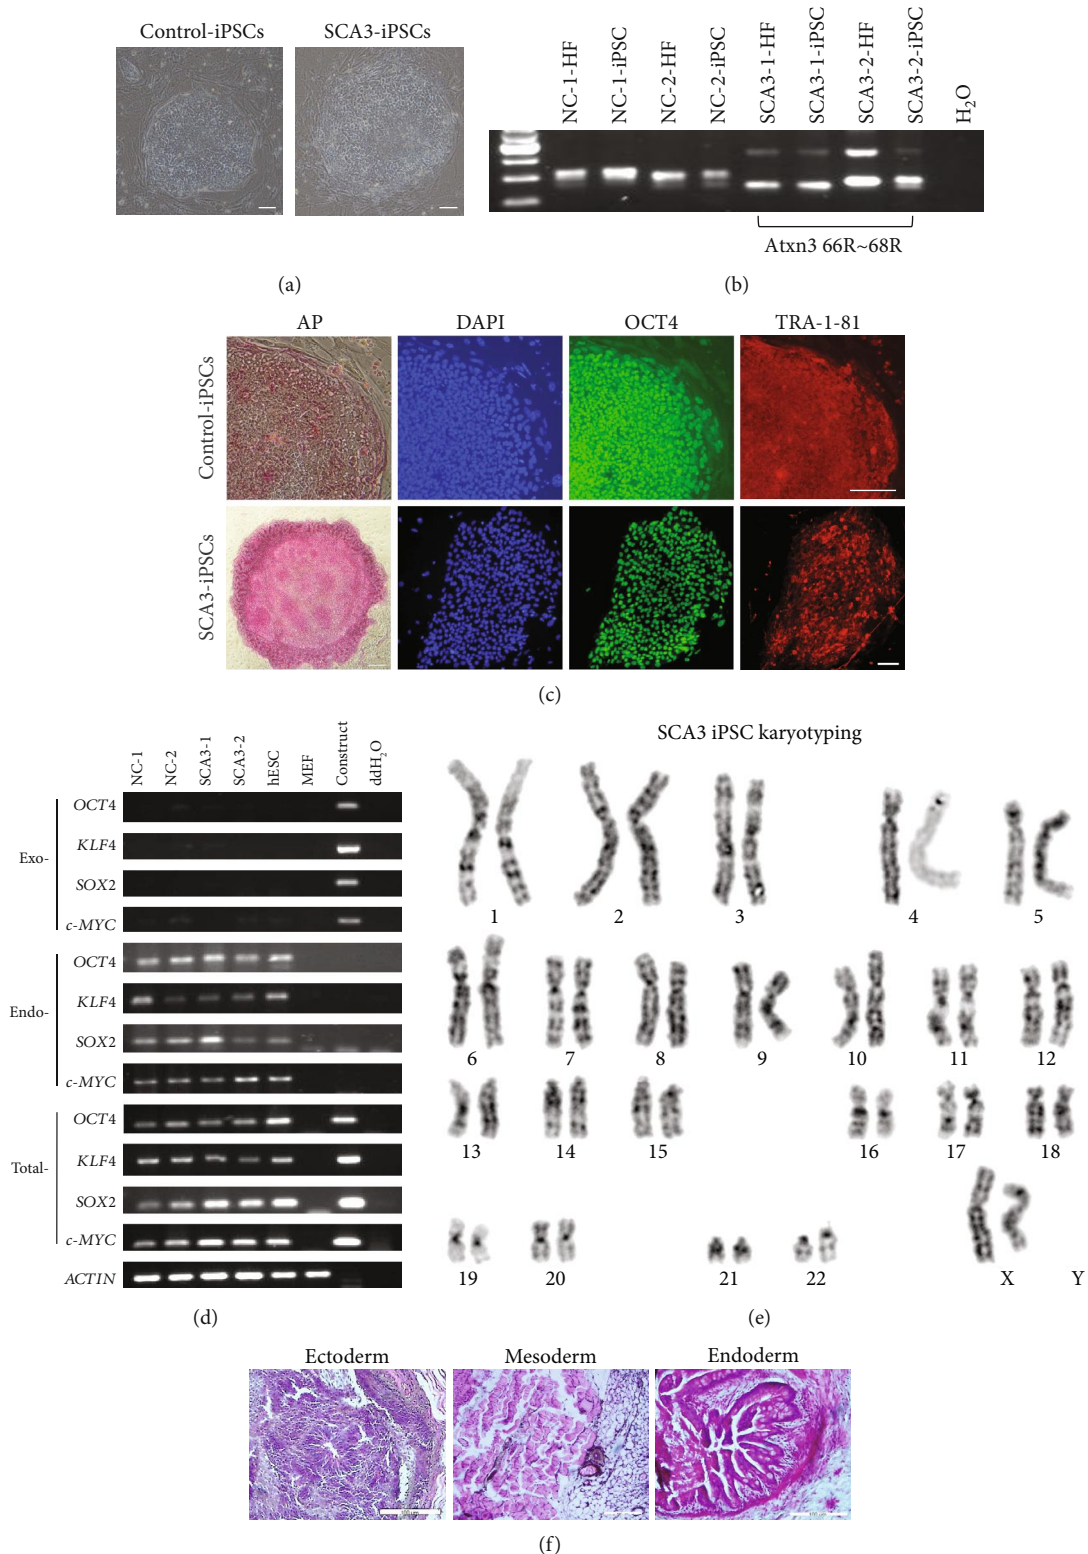 Control-iPSCs SCA3-iPSCs
NC-1-HF
NC-1-iPSC
NC-2-HF
NC-2-iPSC
SCA3-1-HF
SCA3-1-iPSC
SCA3-2-HF
SCA3-2-iPSC
H₂O
Atxn3 66R~68R
(a)
(b)
AP DAPI OCT4 TRA-1-81
Control-iPSCs
SCA3-iPSCs
(c)
NC-1
NC-2
SCA3-1
SCA3-2
hESC
MEF
Construct
ddH₂O
Exo-
OCT4
KLF4
SOX2
c-MYC
Endo-
OCT4
KLF4
SOX2
c-MYC
Total-
OCT4
KLF4
SOX2
c-MYC
ACTIN
(d)
SCA3 iPSC karyotyping
1 2 3 4 5
6 7 8 9 10 11 12
13 14 15 16 17 18
19 20 21 22 X Y
(e)
Ectoderm Mesoderm Endoderm
(f)